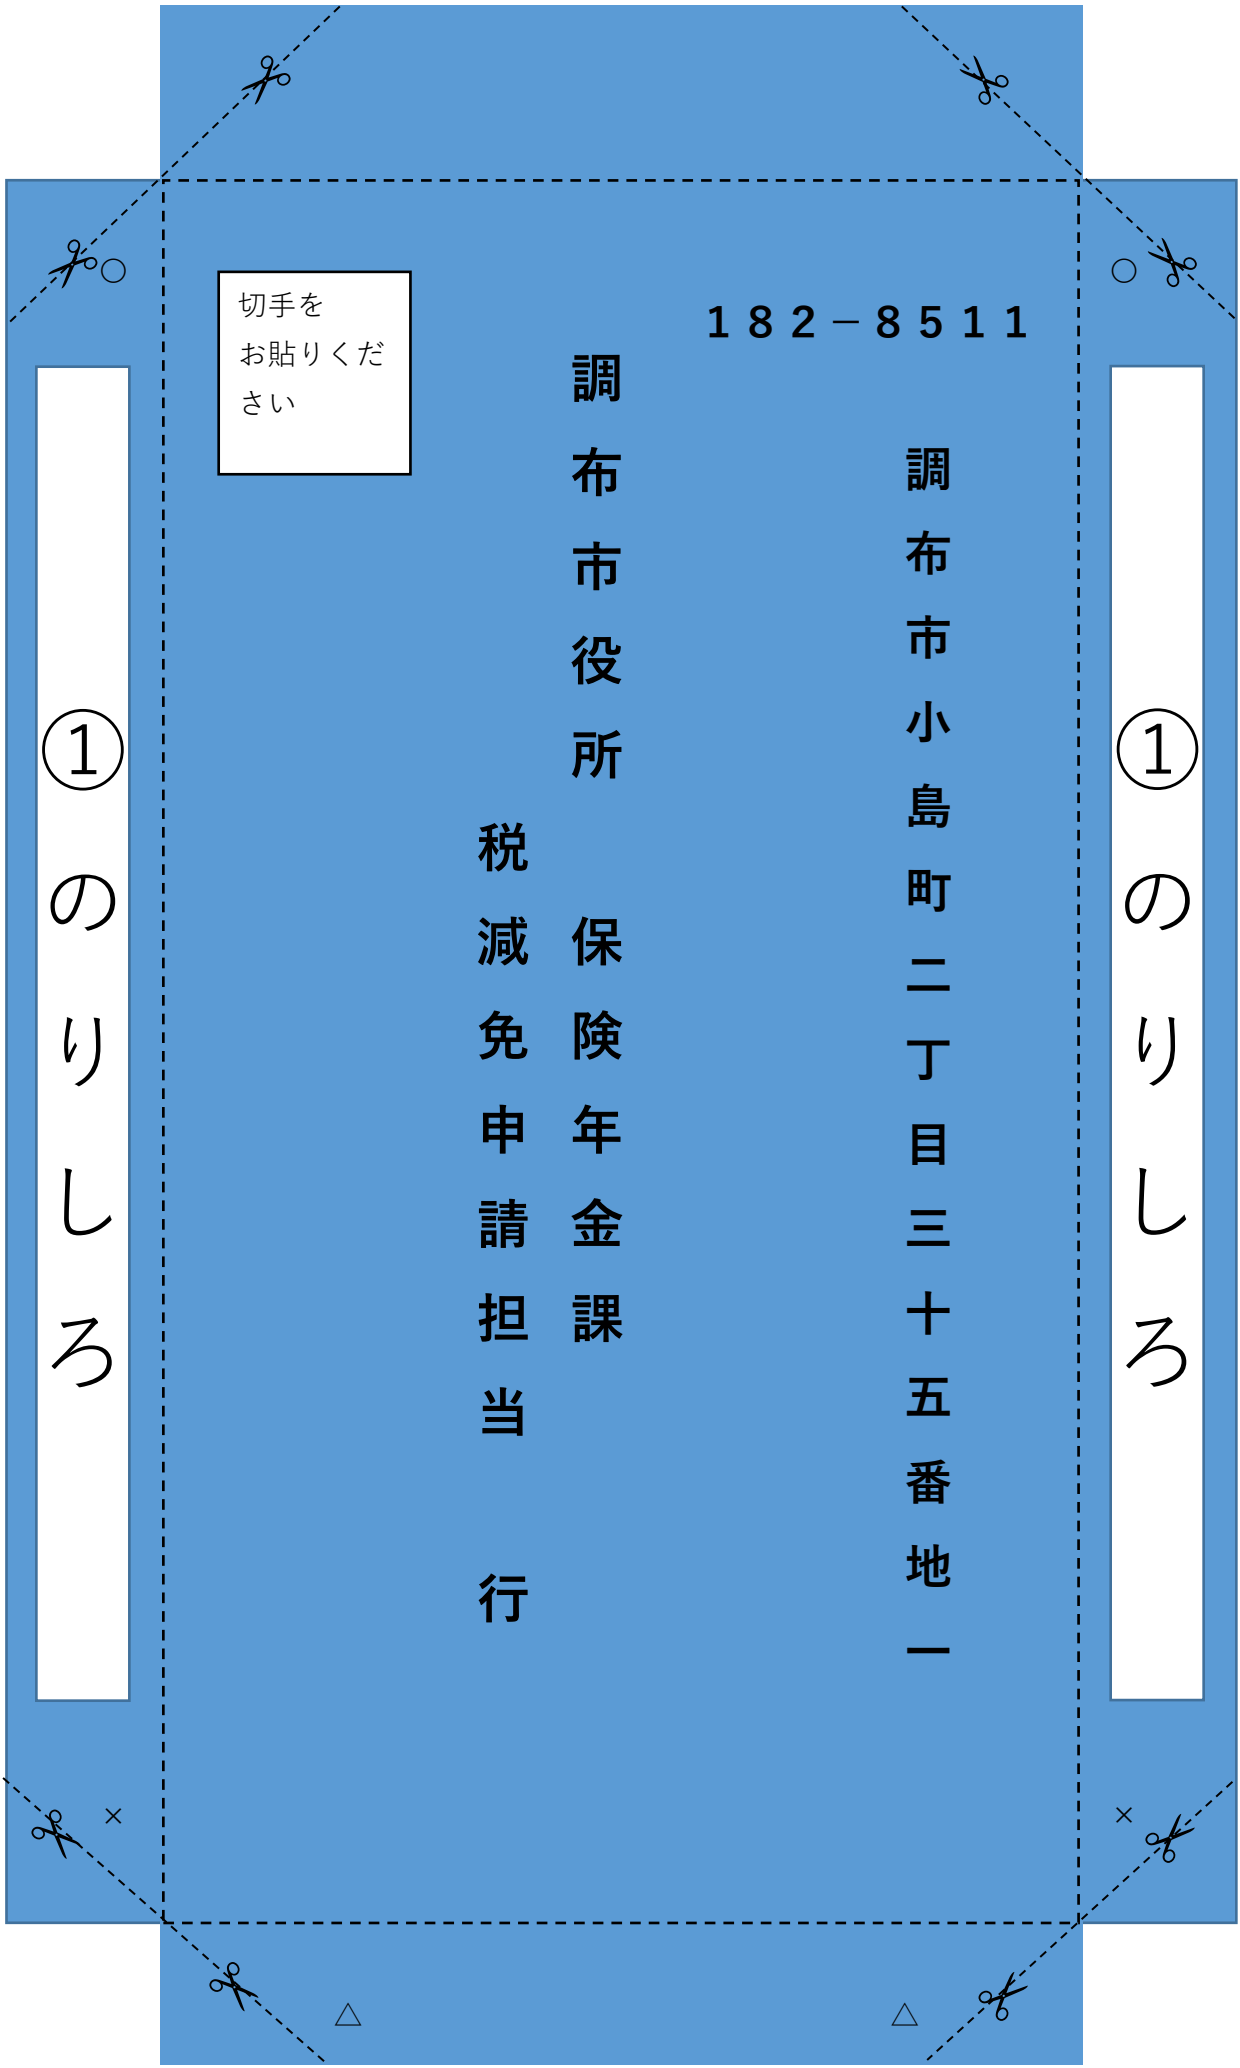 切手を
お貼りくだ
さい
182－8511
調布市小島町二丁目三十五番地一
調布市役所　保険年金課
税減免申請担当　行
①のりしろ
①のりしろ
○
○
×
×
△
△